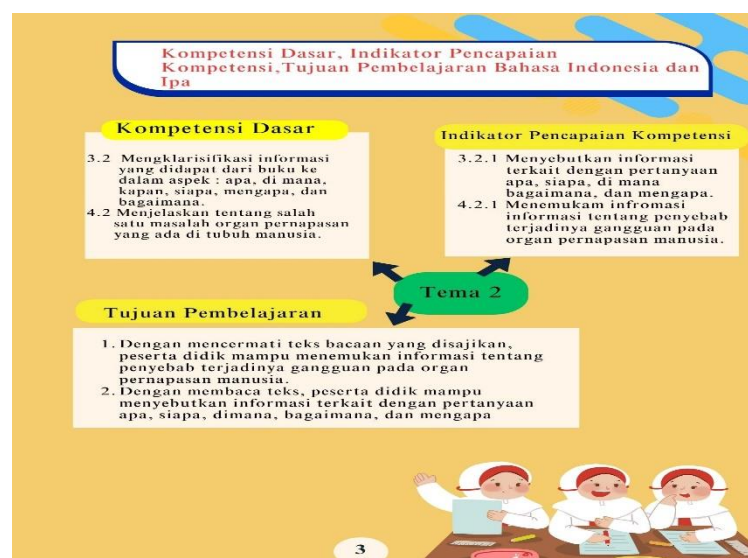 Kompetensi Dasar, Indikator Pencapaian
Kompetensi,Tujuan Pembelajaran Bahasa Indonesia dan
Ipa
Kompetensi Dasar
3.2 Mengklarisifikasi informasi
yang didapat dari buku ke
dalam aspek : apa, di mana,
kapan, siapa, mengapa, dan
bagaimana.
4.2 Menjelaskan tentang salah
satu masalah organ pernapasan
yang ada di tubuh manusia.
Indikator Pencapaian Kompetensi
3.2.1 Menyebutkan informasi
terkait dengan pertanyaan
apa, siapa, di mana
bagaimana, dan mengapa.
4.2.1 Menemukam infromasi
informasi tentang penyebab
terjadinya gangguan pada
organ pernapasan manusia.
Tema 2
Tujuan Pembelajaran
1. Dengan mencermati teks bacaan yang disajikan,
peserta didik mampu menemukan informasi tentang
penyebab terjadinya gangguan pada organ
pernapasan manusia.
2. Dengan membaca teks, peserta didik mampu
menyebutkan informasi terkait dengan pertanyaan
apa, siapa, dimana, bagaimana, dan mengapa
3